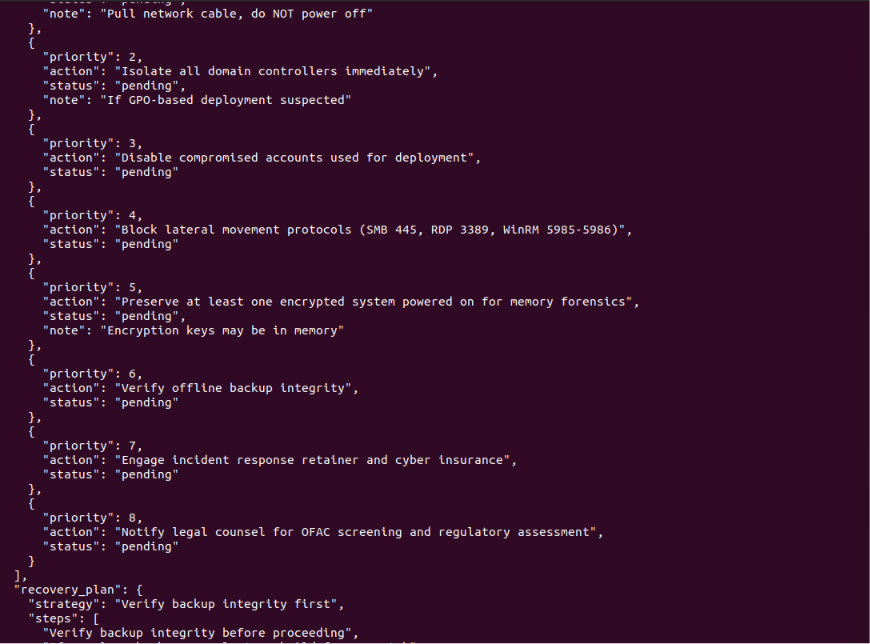 "note": "Pull network cable, do NOT power off"
},
{
"priority": 2,
"action": "Isolate all domain controllers immediately",
"status": "pending",
"note": "If GPO-based deployment suspected"
},
{
"priority": 3,
"action": "Disable compromised accounts used for deployment",
"status": "pending"
},
{
"priority": 4,
"action": "Block lateral movement protocols (SMB 445, RDP 3389, WinRM 5985-5986)",
"status": "pending"
},
{
"priority": 5,
"action": "Preserve at least one encrypted system powered on for memory forensics",
"status": "pending",
"note": "Encryption keys may be in memory"
},
{
"priority": 6,
"action": "Verify offline backup integrity",
"status": "pending"
},
{
"priority": 7,
"action": "Engage incident response retainer and cyber insurance",
"status": "pending"
},
{
"priority": 8,
"action": "Notify legal counsel for OFAC screening and regulatory assessment",
"status": "pending"
}
],
"recovery_plan": {
"strategy": "Verify backup integrity first",
"steps": [
"Verify backup integrity before proceeding",